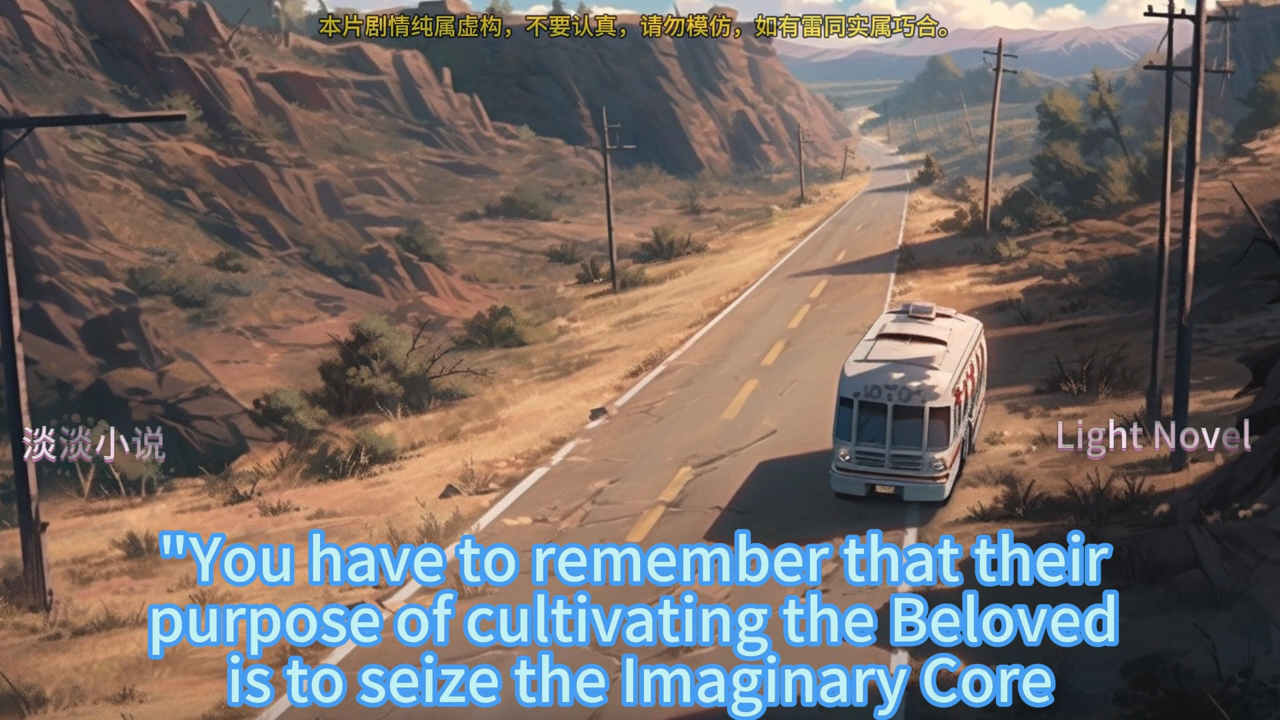 本片剧情纯属虚构，不要认真，请勿模仿，如有雷同实属巧合。
淡淡小说
Light Novel
"You have to remember that their
purpose of cultivating the Beloved
is to seize the Imaginary Core